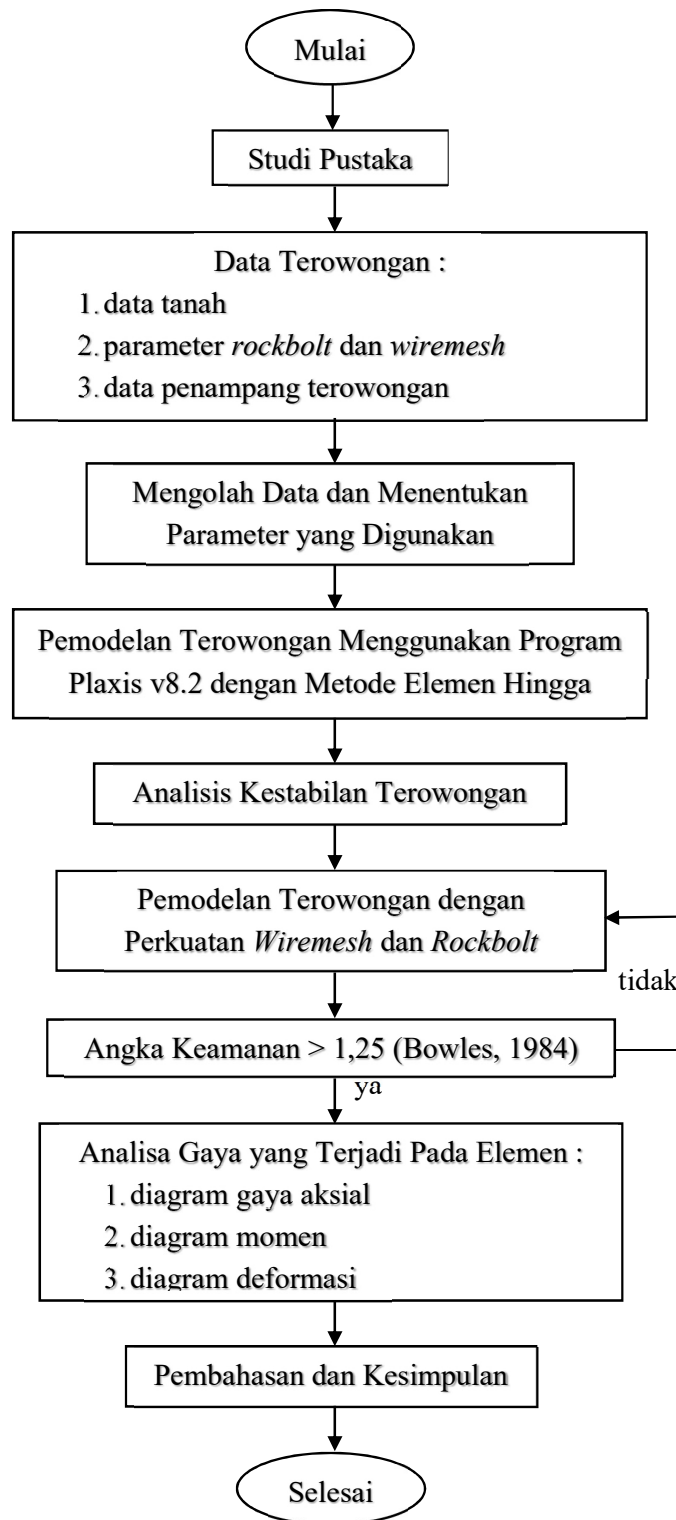 Mulai
Studi Pustaka
Data Terowongan :
1. data tanah
2. parameter rockbolt dan wiremesh
3. data penampang terowongan
Mengolah Data dan Menentukan
Parameter yang Digunakan
Pemodelan Terowongan Menggunakan Program
Plaxis v8.2 dengan Metode Elemen Hingga
Analisis Kestabilan Terowongan
Pemodelan Terowongan dengan
Perkuatan Wiremesh dan Rockbolt
tidak
Angka Keamanan > 1,25 (Bowles, 1984)
ya
Analisa Gaya yang Terjadi Pada Elemen :
1. diagram gaya aksial
2. diagram momen
3. diagram deformasi
Pembahasan dan Kesimpulan
Selesai